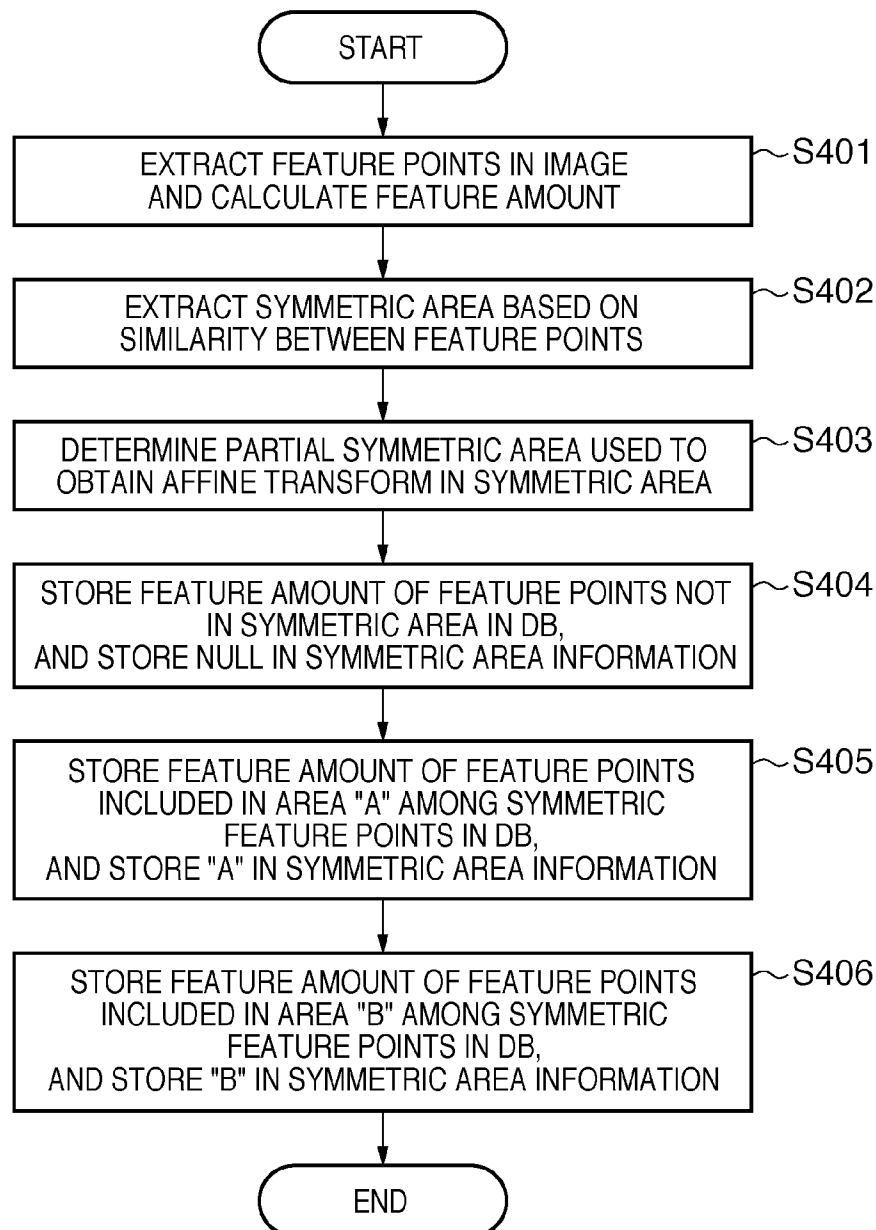 START
EXTRACT FEATURE POINTS IN IMAGE
AND CALCULATE FEATURE AMOUNT
S401
EXTRACT SYMMETRIC AREA BASED ON
SIMILARITY BETWEEN FEATURE POINTS
S402
DETERMINE PARTIAL SYMMETRIC AREA USED TO
OBTAIN AFFINE TRANSFORM IN SYMMETRIC AREA
S403
STORE FEATURE AMOUNT OF FEATURE POINTS NOT
IN SYMMETRIC AREA IN DB,
AND STORE NULL IN SYMMETRIC AREA INFORMATION
S404
STORE FEATURE AMOUNT OF FEATURE POINTS
INCLUDED IN AREA "A" AMONG SYMMETRIC
FEATURE POINTS IN DB,
AND STORE "A" IN SYMMETRIC AREA INFORMATION
S405
STORE FEATURE AMOUNT OF FEATURE POINTS
INCLUDED IN AREA "B" AMONG SYMMETRIC
FEATURE POINTS IN DB,
AND STORE "B" IN SYMMETRIC AREA INFORMATION
S406
END